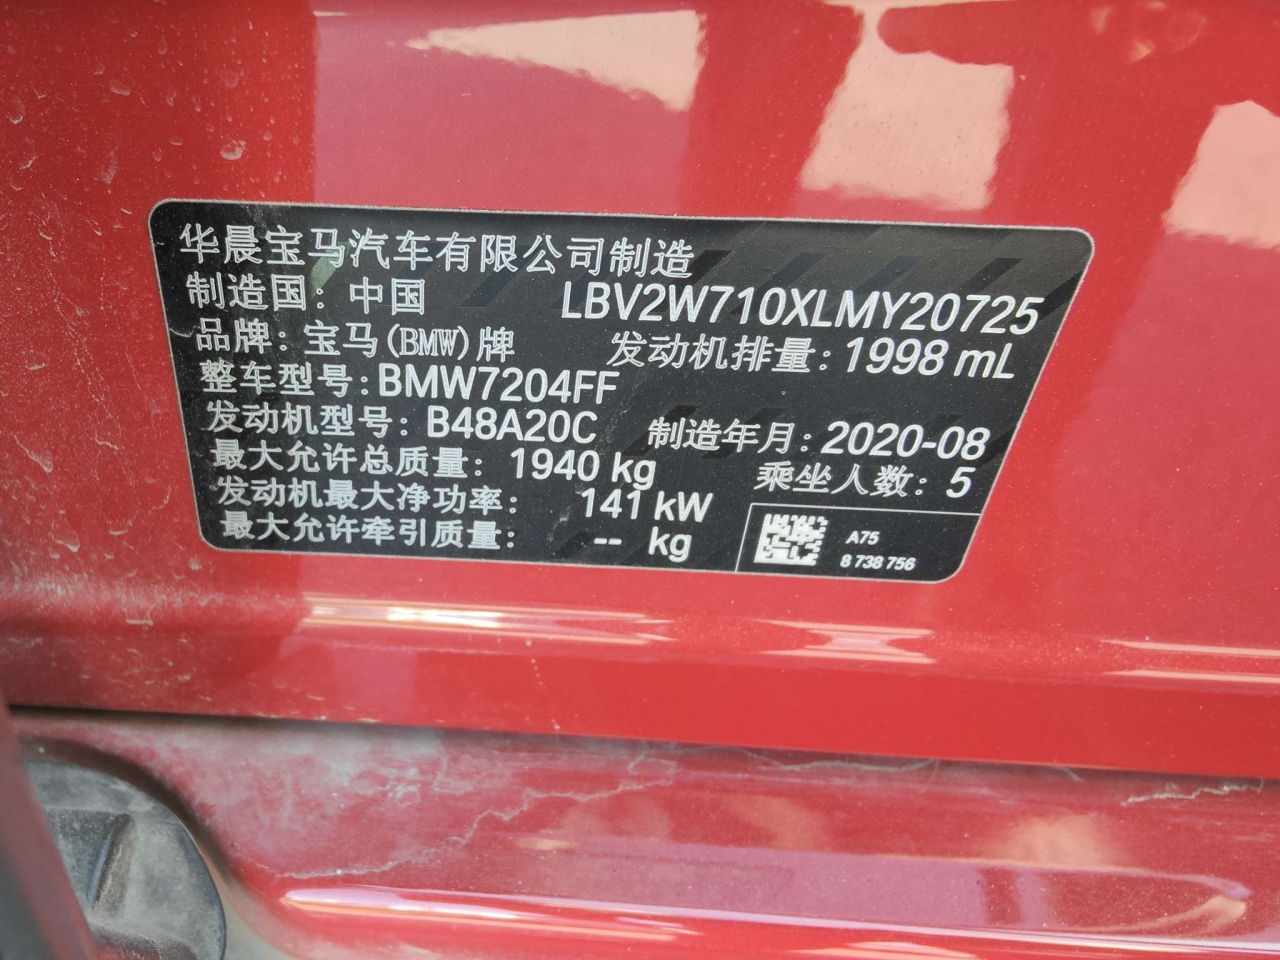 华晨宝马汽车有限公司制造
制造国：中国 LBV2W710XLMY20725
品牌：宝马(BMW)牌 发动机排量：1998 mL
整车型号：BMW7204FF
发动机型号：B48A20C 制造年月：2020-08
最大允许总质量：1940 kg 乘坐人数：5
发动机最大净功率：141 kW
最大允许牵引质量：-- kg
A75
8 738 756